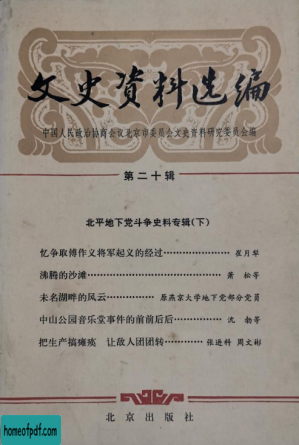 文史资料选编
中国人民政治协商会议北京市委员会文史资料研究委员会编
第二十辑
北平地下党斗争史料专辑(下)
忆争取傅作义将军起义的经过…………………崔月犁
沸腾的沙滩……………………………………萧松等
未名湖畔的风云……………原燕京大学地下党部分党员
中山公园音乐堂事件的前前后后……………沈勃等
把生产搞瘫痪 让敌人团团转…………张进科 周文彬
北京出版社
homeofpdf.com
homeofpdf.com